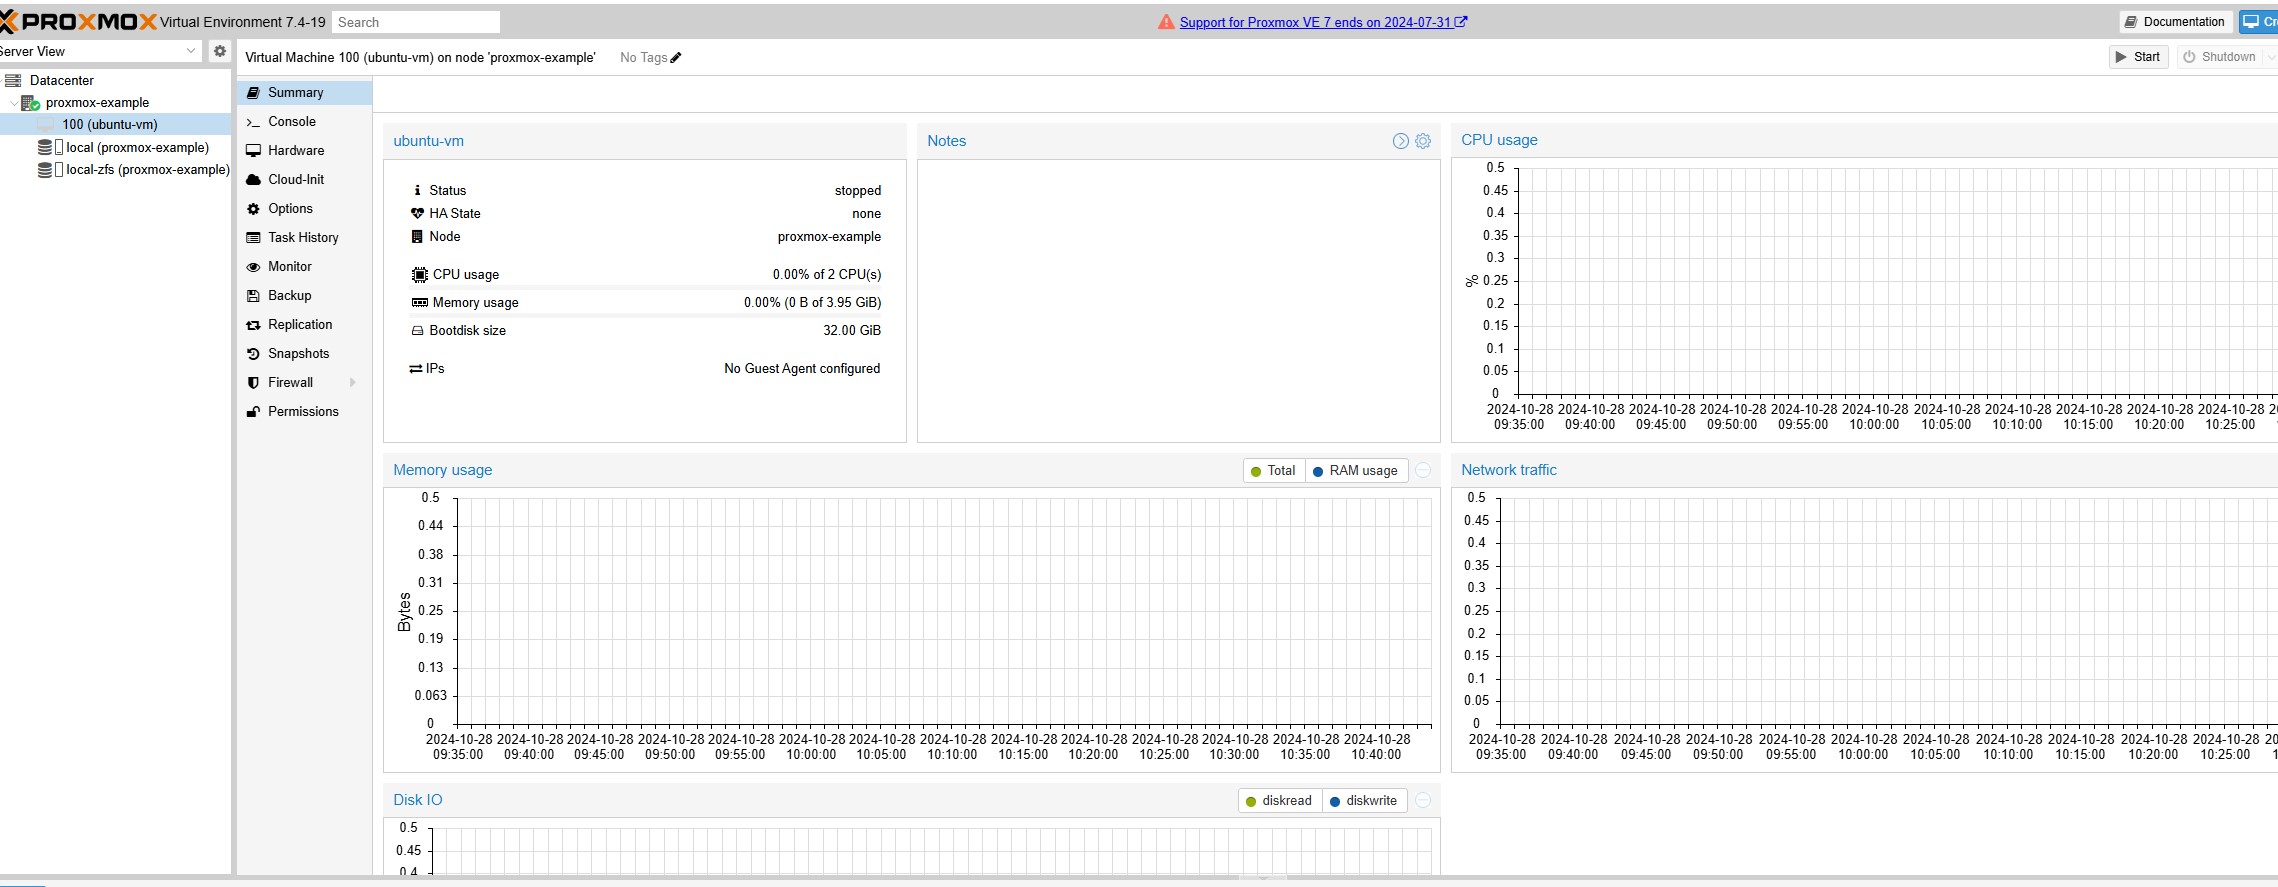 PROXMOX Virtual Environment 7.4-19 Search
Support for Proxmox VE 7 ends on 2024-07-31
Documentation
Server View
Virtual Machine 100 (ubuntu-vm) on node 'proxmox-example' No Tags
Start Shutdown
Datacenter
proxmox-example
100 (ubuntu-vm)
local (proxmox-example)
local-zfs (proxmox-example)
Summary
Console
Hardware
Cloud-Init
Options
Task History
Monitor
Backup
Replication
Snapshots
Firewall
Permissions
ubuntu-vm
Status stopped
HA State none
Node proxmox-example
CPU usage 0.00% of 2 CPU(s)
Memory usage 0.00% (0 B of 3.95 GiB)
Bootdisk size 32.00 GiB
IPs No Guest Agent configured
Notes
CPU usage
0.5
0.45
0.4
0.35
0.3
0.25
0.2
0.15
0.1
0.05
0
%
2024-10-28 2024-10-28 2024-10-28 2024-10-28 2024-10-28 2024-10-28 2024-10-28 2024-10-28 2024-10-28 2024-10-28 2024-10-28
09:35:00 09:40:00 09:45:00 09:50:00 09:55:00 10:00:00 10:05:00 10:10:00 10:15:00 10:20:00 10:25:00
Memory usage
Total RAM usage
0.5
0.44
0.38
0.31
0.25
0.19
0.13
0.063
0
Bytes
2024-10-28 2024-10-28 2024-10-28 2024-10-28 2024-10-28 2024-10-28 2024-10-28 2024-10-28 2024-10-28 2024-10-28 2024-10-28 2024-10-28 2024-10-28 2024-10-28
09:35:00 09:40:00 09:45:00 09:50:00 09:55:00 10:00:00 10:05:00 10:10:00 10:15:00 10:20:00 10:25:00 10:30:00 10:35:00 10:40:00
Network traffic
0.5
0.45
0.4
0.35
0.3
0.25
0.2
0.15
0.1
0.05
0
2024-10-28 2024-10-28 2024-10-28 2024-10-28 2024-10-28 2024-10-28 2024-10-28 2024-10-28 2024-10-28 2024-10-28 2024-10-28
09:35:00 09:40:00 09:45:00 09:50:00 09:55:00 10:00:00 10:05:00 10:10:00 10:15:00 10:20:00 10:25:00
Disk IO
diskread diskwrite
0.5
0.45
0.4